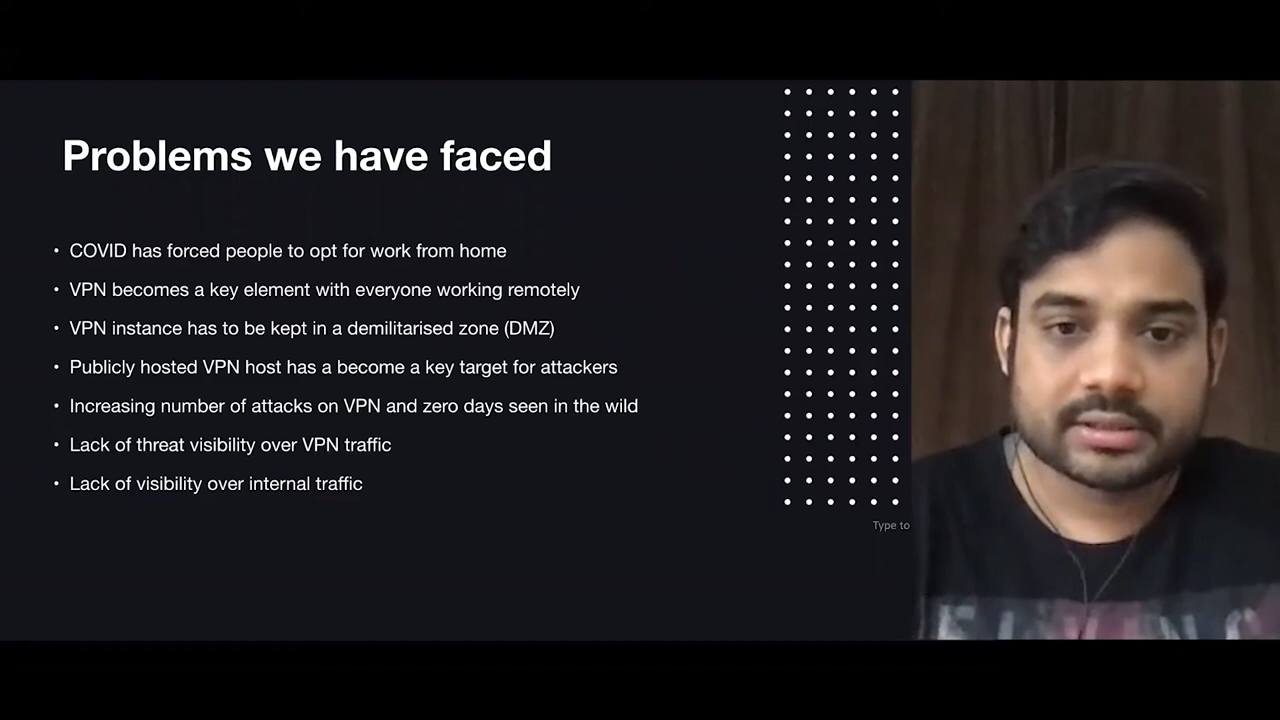 Problems we have faced
• COVID has forced people to opt for work from home
• VPN becomes a key element with everyone working remotely
• VPN instance has to be kept in a demilitarised zone (DMZ)
• Publicly hosted VPN host has a become a key target for attackers
• Increasing number of attacks on VPN and zero days seen in the wild
• Lack of threat visibility over VPN traffic
• Lack of visibility over internal traffic
Type to